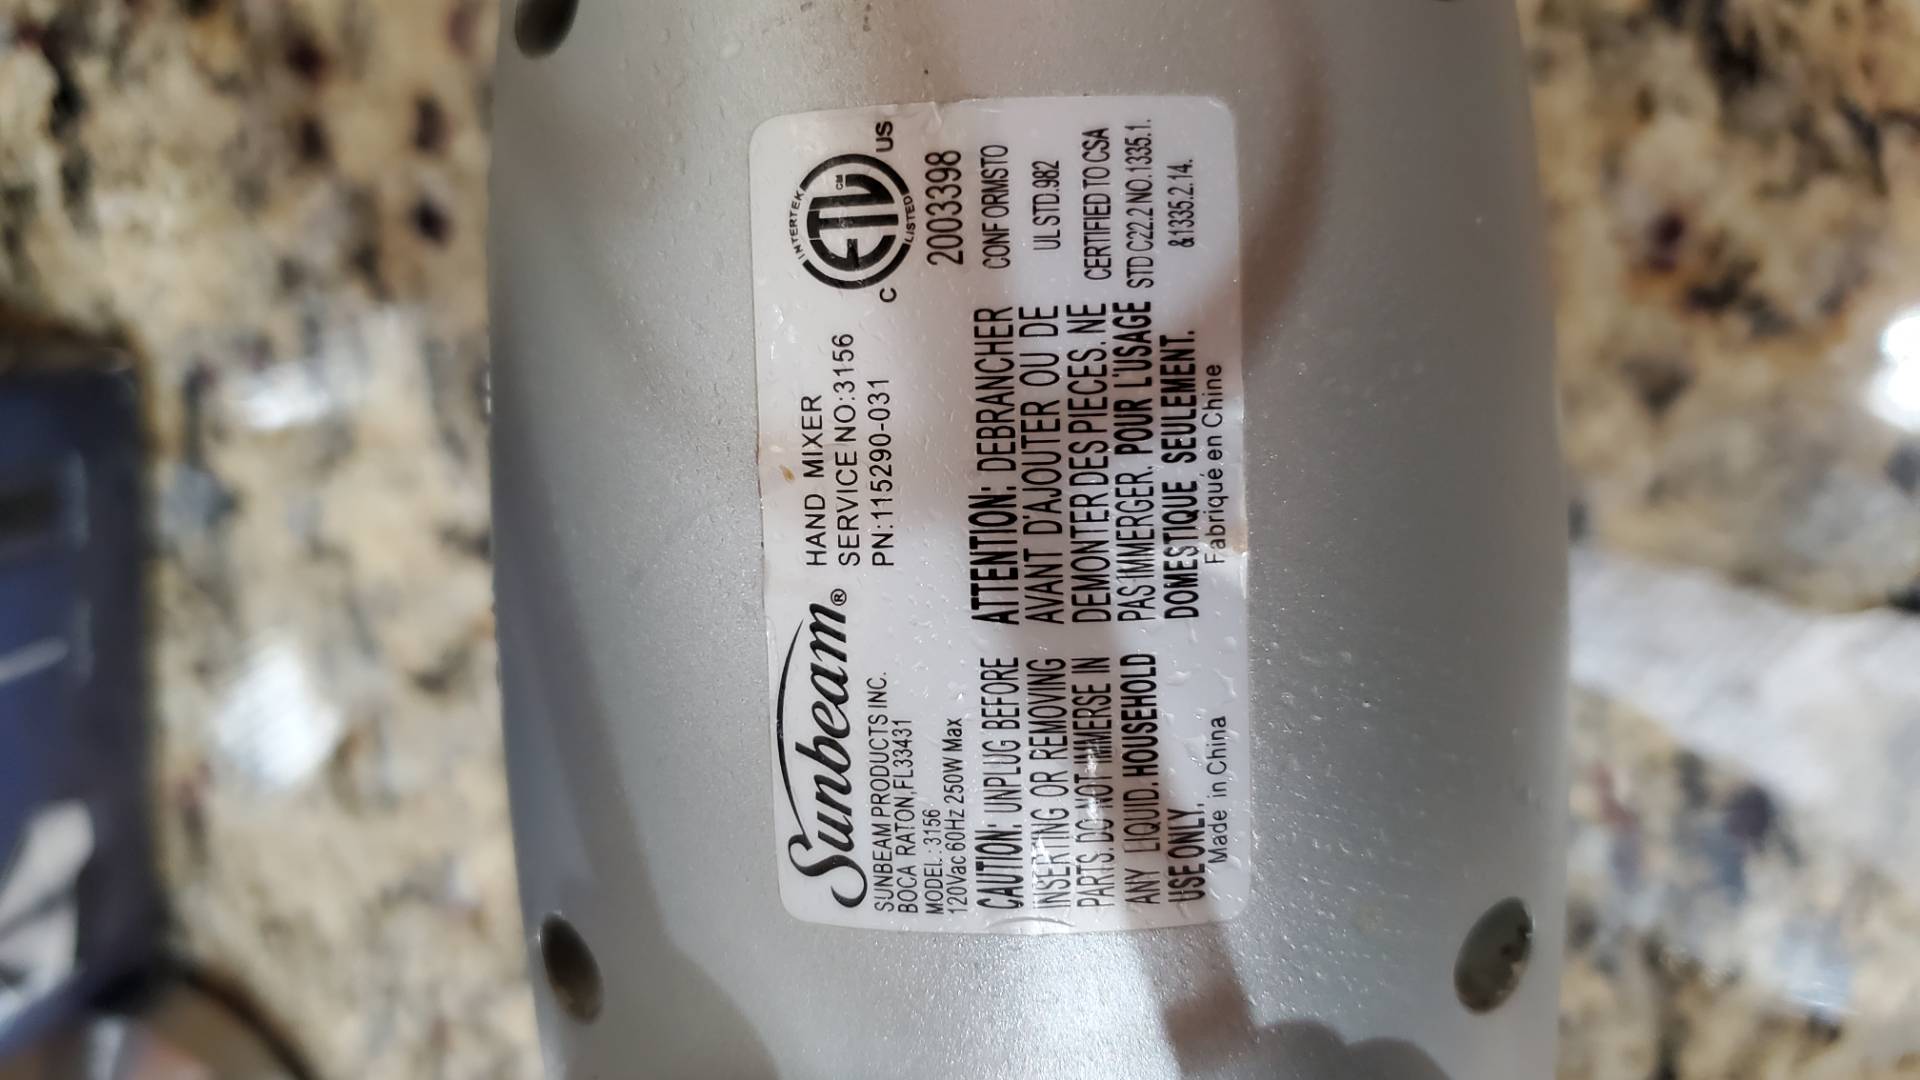 Sunbeam®
SUNBEAM PRODUCTS INC.
BOCA RATON,FL33431
MODEL: 3156
120Vac 60Hz 250W Max
HAND MIXER
SERVICE NO:3156
PN:115290-031
INTERTEK
ETL CM
LISTED
C US
2003398
CONF ORMSTO
UL STD.982
CERTIFIED TO CSA
STD C22.2 NO.1335.1.
&1335.2.14.
CAUTION: UNPLUG BEFORE
INSERTING OR REMOVING
PARTS. DO NOT IMMERSE IN
ANY LIQUID. HOUSEHOLD
USE ONLY.
Made in China
ATTENTION: DEBRANCHER
AVANT D'AJOUTER OU DE
DEMONTER DES PIECES. NE
PAS IMMERGER. POUR L'USAGE
DOMESTIQUE SEULEMENT.
Fabriqué en Chine